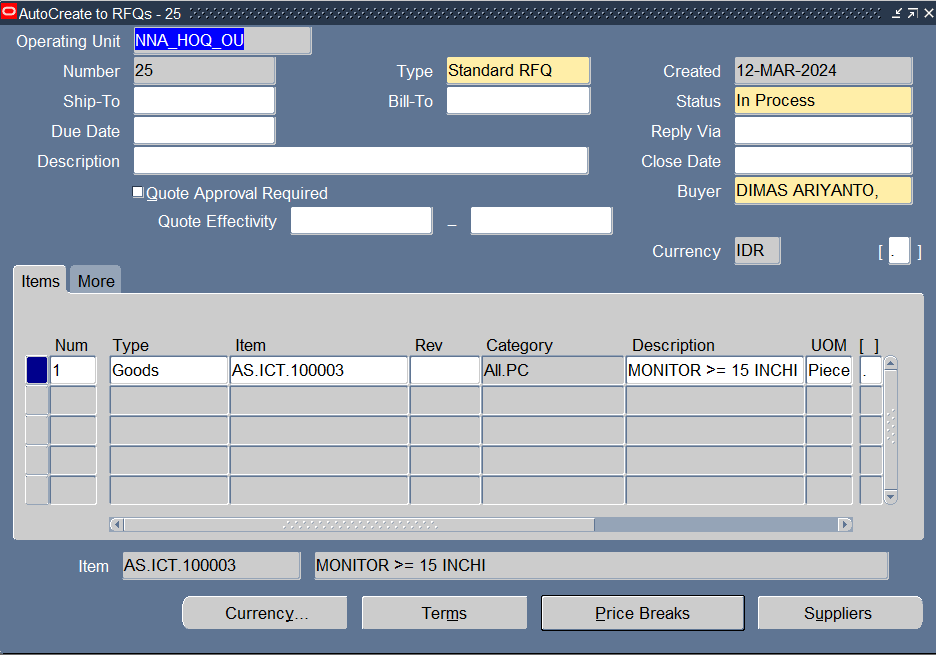 AutoCreate to RFQs - 25
Operating Unit NNA_HOQ_OU
Number 25 Type Standard RFQ Created 12-MAR-2024
Ship-To Bill-To Status In Process
Due Date Reply Via
Description Close Date
Quote Approval Required Buyer DIMAS ARIYANTO,
Quote Effectivity –
Currency IDR [ . ]
Items More
Num Type Item Rev Category Description UOM [ ]
1 Goods AS.ICT.100003 All.PC MONITOR >= 15 INCHI Piece .
Item AS.ICT.100003 MONITOR >= 15 INCHI
Currency... Terms Price Breaks Suppliers